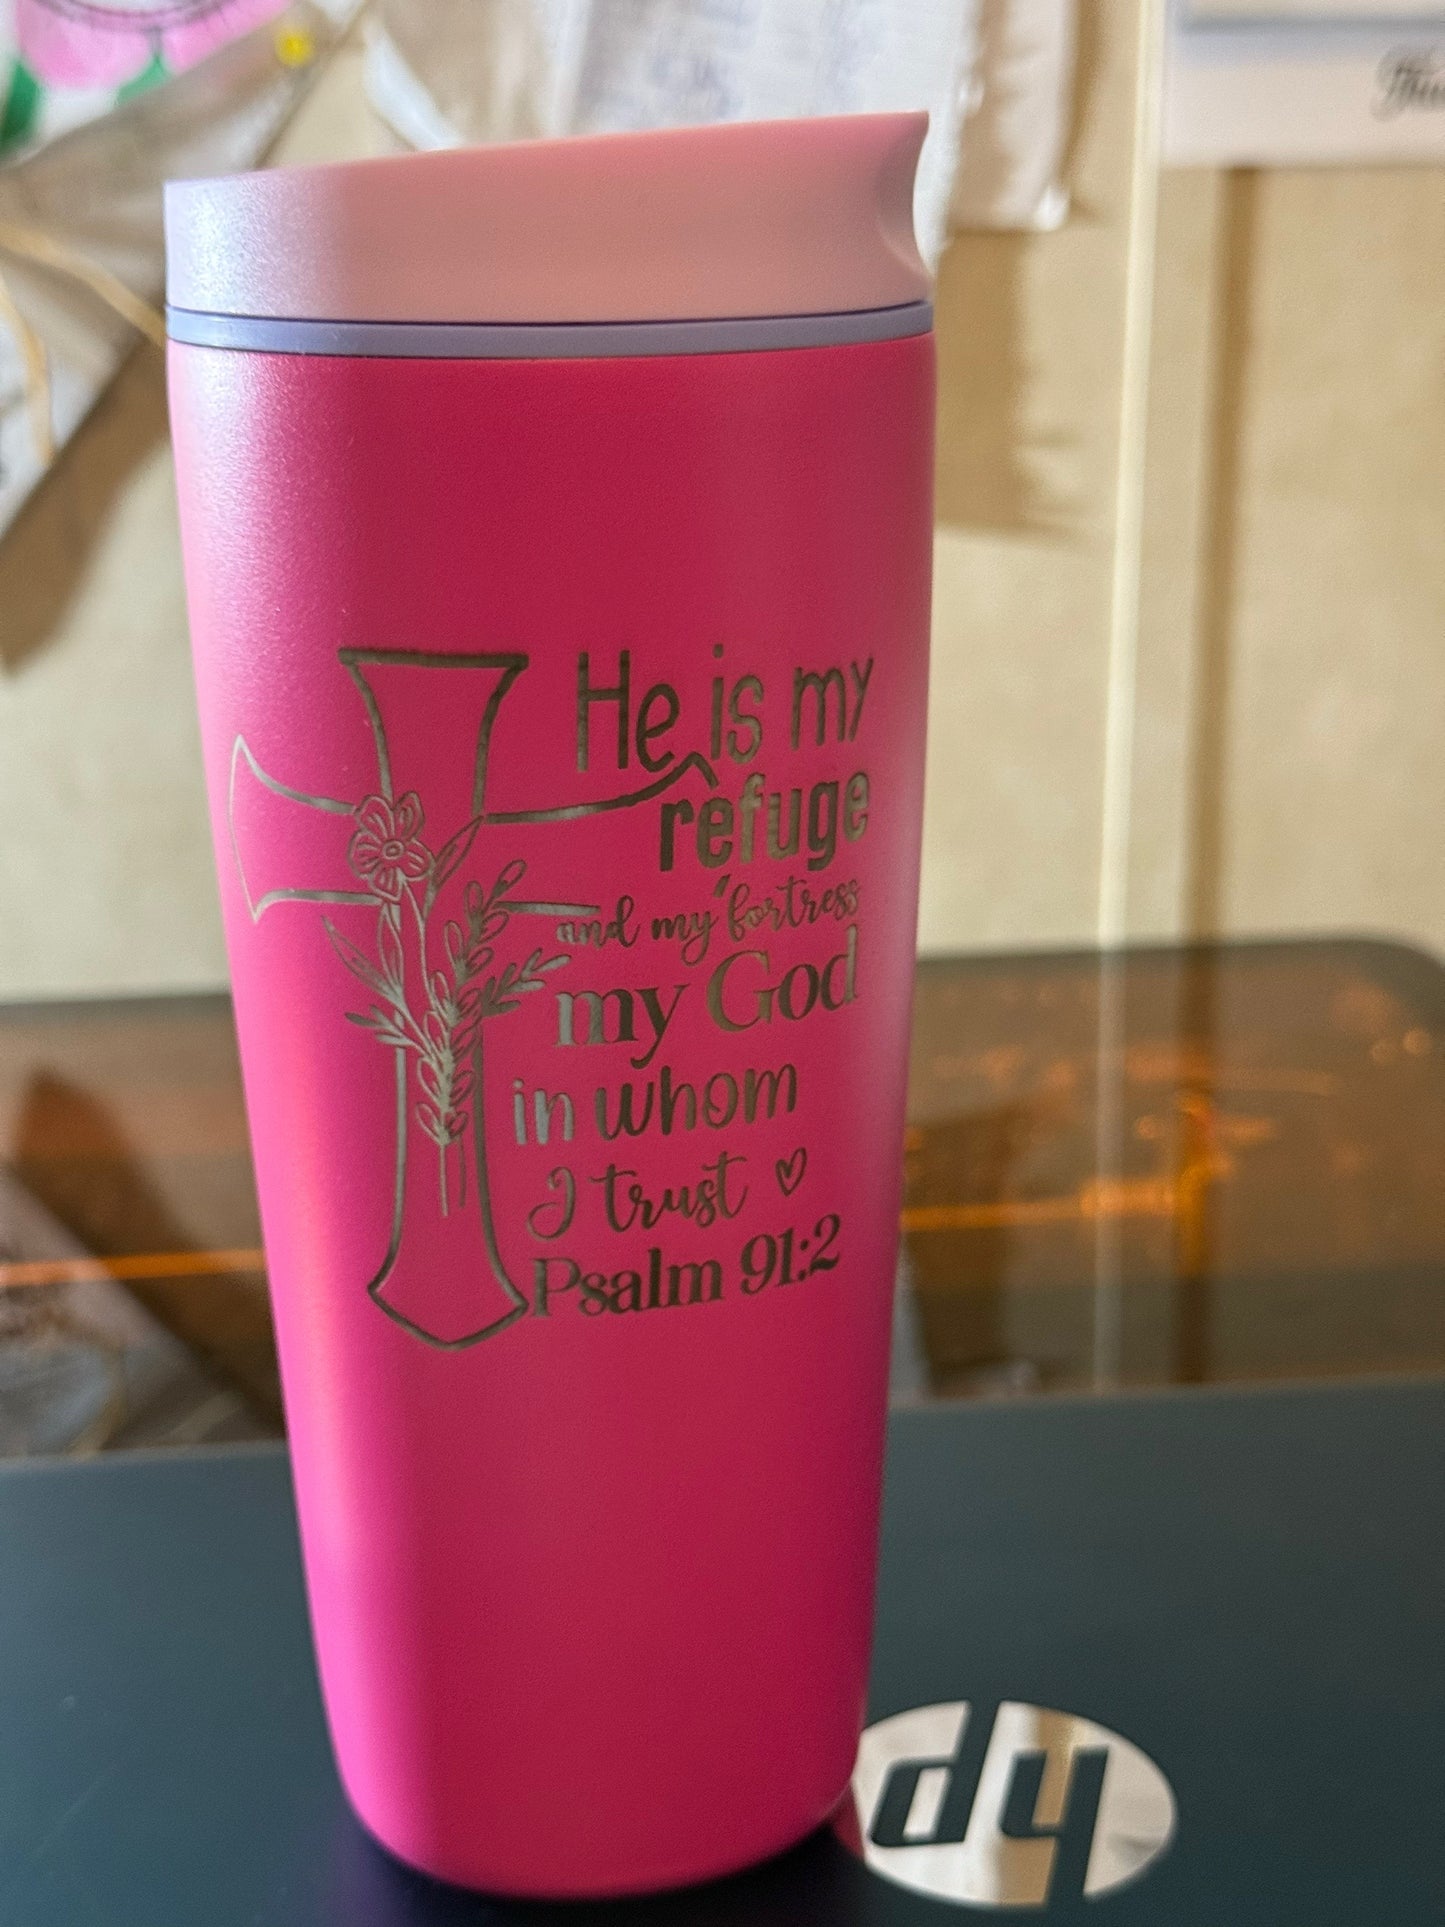 He is my
refuge
and my fortress
my God
in whom
I trust
Psalm 91:2
hp